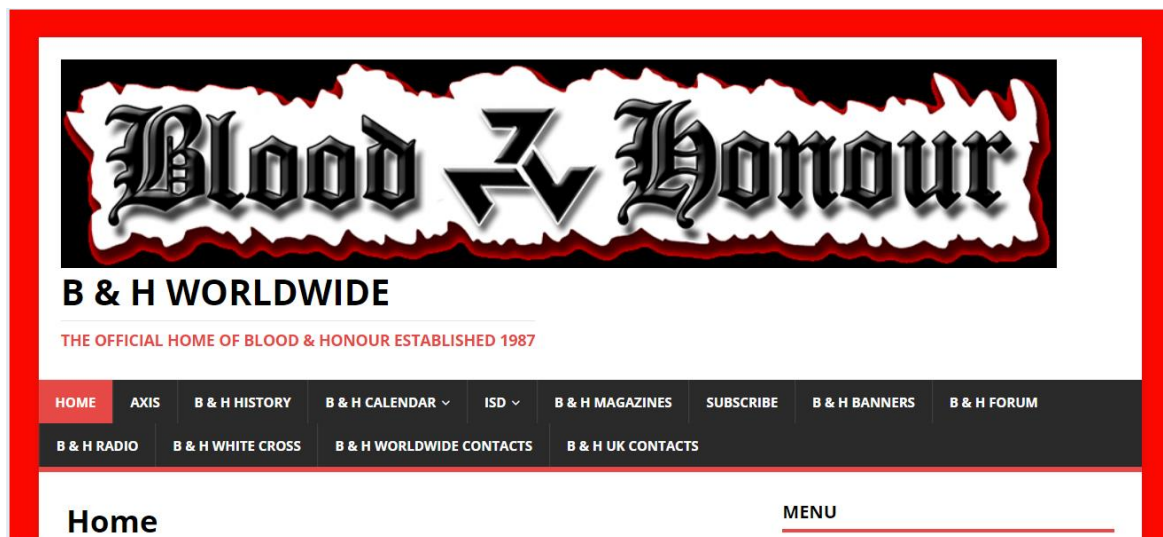 Blood Honour
B & H WORLDWIDE
THE OFFICIAL HOME OF BLOOD & HONOUR ESTABLISHED 1987
HOME AXIS B & H HISTORY B & H CALENDAR ISD B & H MAGAZINES SUBSCRIBE B & H BANNERS B & H FORUM
B & H RADIO B & H WHITE CROSS B & H WORLDWIDE CONTACTS B & H UK CONTACTS
Home
MENU